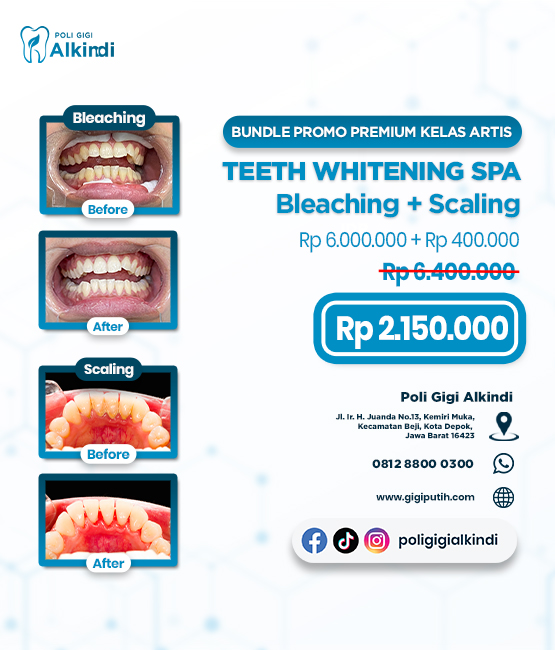 POLI GIGI
Alkindi
Bleaching
Before
After
Scaling
Before
After
BUNDLE PROMO PREMIUM KELAS ARTIS
TEETH WHITENING SPA
Bleaching + Scaling
Rp 6.000.000 + Rp 400.000
Rp 6.400.000
Rp 2.150.000
Poli Gigi Alkindi
Jl. Ir. H. Juanda No.13, Kemiri Muka,
Kecamatan Beji, Kota Depok,
Jawa Barat 16423
0812 8800 0300
www.gigiputih.com
poligigialkindi